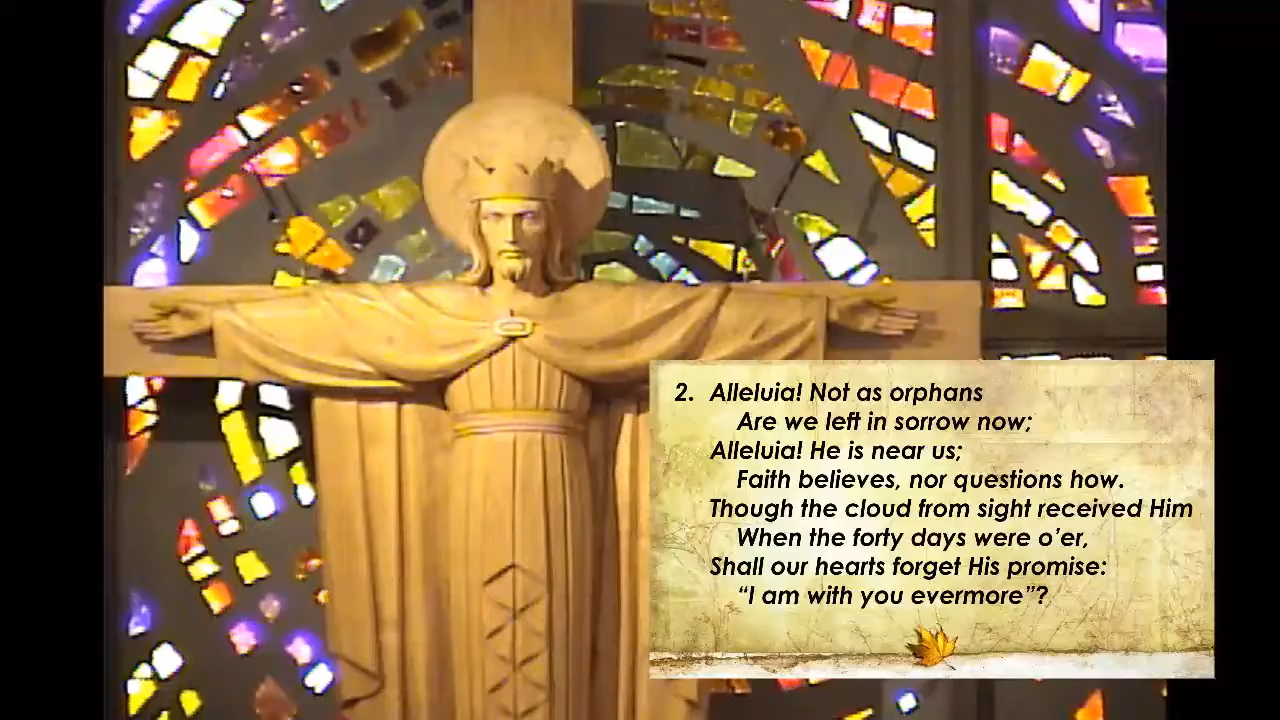 2. Alleluia! Not as orphans
Are we left in sorrow now;
Alleluia! He is near us;
Faith believes, nor questions how.
Though the cloud from sight received Him
When the forty days were o'er,
Shall our hearts forget His promise:
“I am with you evermore”?